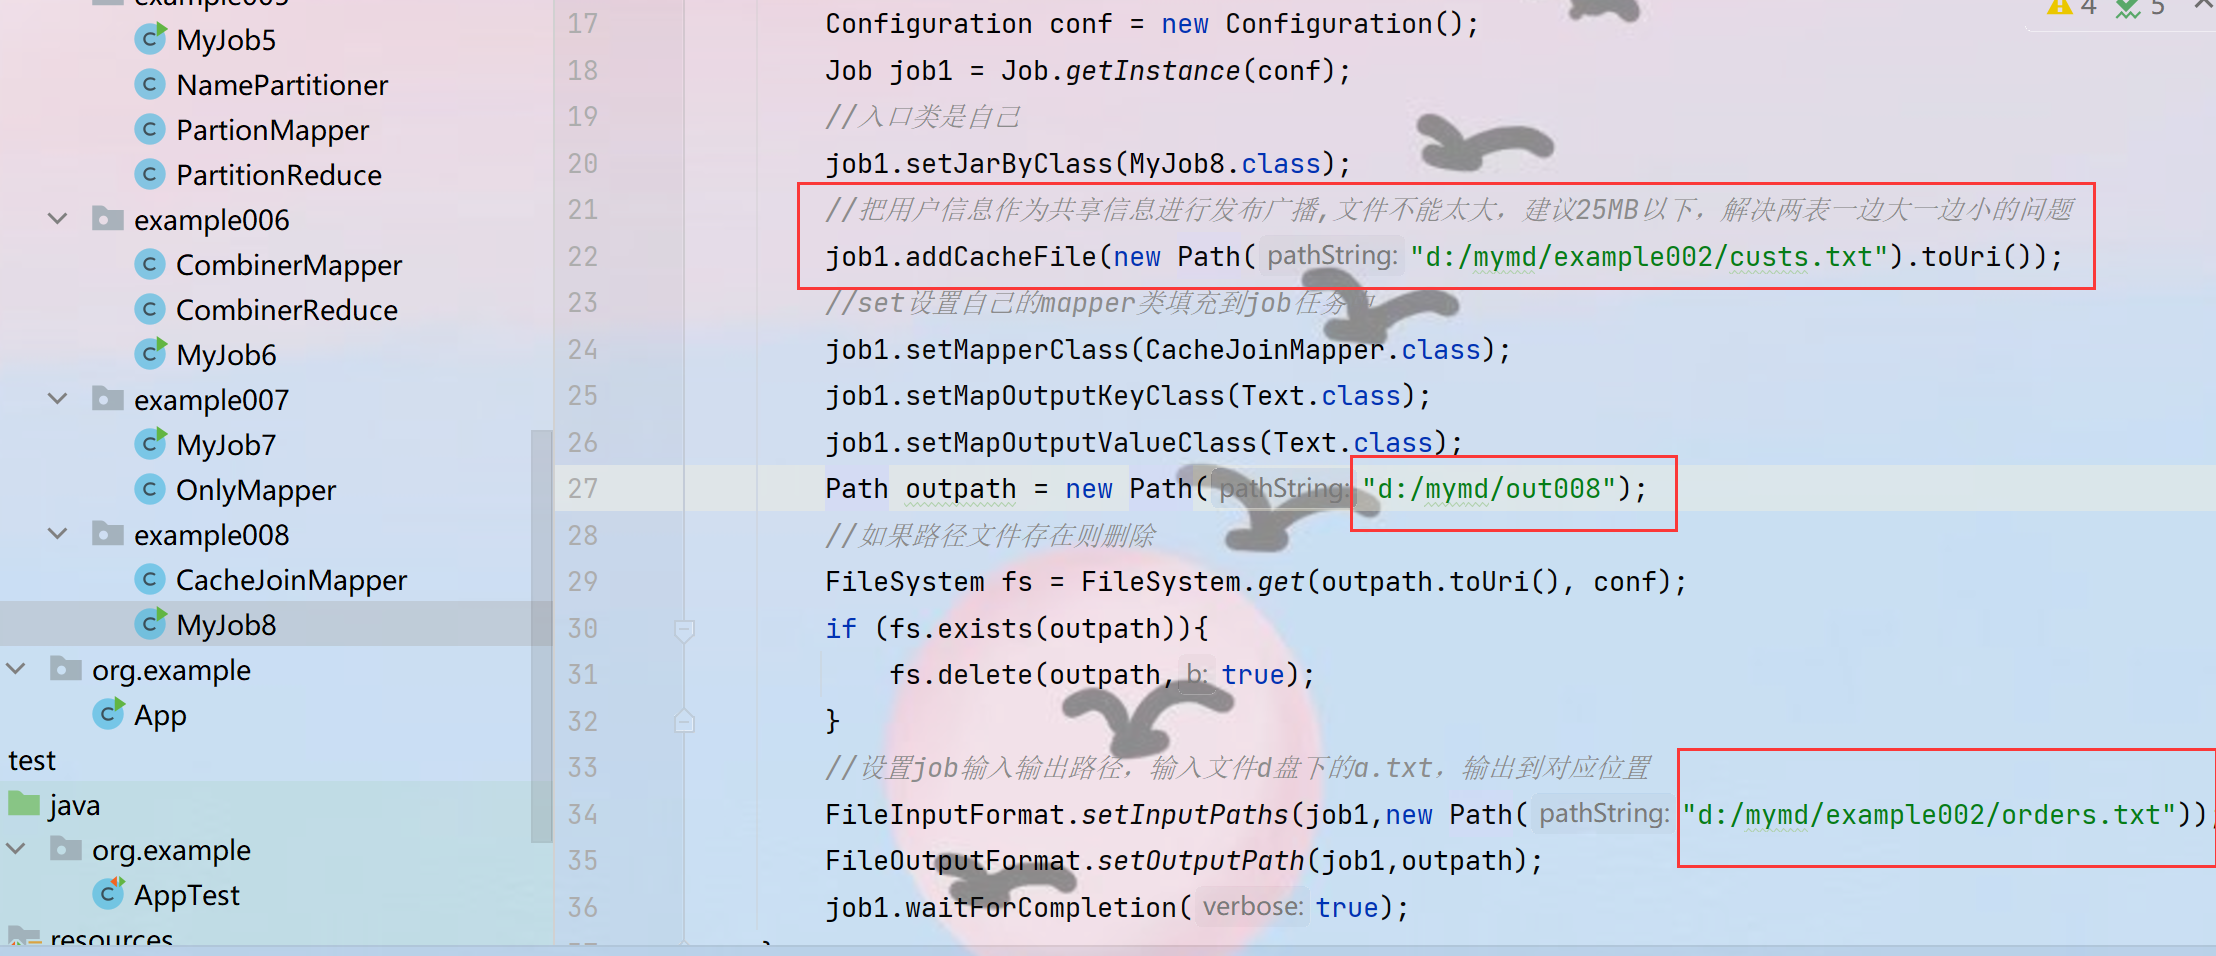 example005
MyJob5
NamePartitioner
PartionMapper
PartitionReduce
example006
CombinerMapper
CombinerReduce
MyJob6
example007
MyJob7
OnlyMapper
example008
CacheJoinMapper
MyJob8
org.example
App
test
java
org.example
AppTest
resources
4 5
17 Configuration conf = new Configuration();
18 Job job1 = Job.getInstance(conf);
19 //入口类是自己
20 job1.setJarByClass(MyJob8.class);
21 //把用户信息作为共享信息进行发布广播,文件不能太大，建议25MB以下，解决两表一边大一边小的问题
22 job1.addCacheFile(new Path( pathString: "d:/mymd/example002/custs.txt").toUri());
23 //set设置自己的mapper类填充到job任务
24 job1.setMapperClass(CacheJoinMapper.class);
25 job1.setMapOutputKeyClass(Text.class);
26 job1.setMapOutputValueClass(Text.class);
27 Path outpath = new Path( pathString: "d:/mymd/out008");
28 //如果路径文件存在则删除
29 FileSystem fs = FileSystem.get(outpath.toUri(), conf);
30 if (fs.exists(outpath)){
31 fs.delete(outpath, b: true);
32 }
33 //设置job输入输出路径，输入文件d盘下的a.txt，输出到对应位置
34 FileInputFormat.setInputPaths(job1,new Path( pathString: "d:/mymd/example002/orders.txt"));
35 FileOutputFormat.setOutputPath(job1,outpath);
36 job1.waitForCompletion( verbose: true);